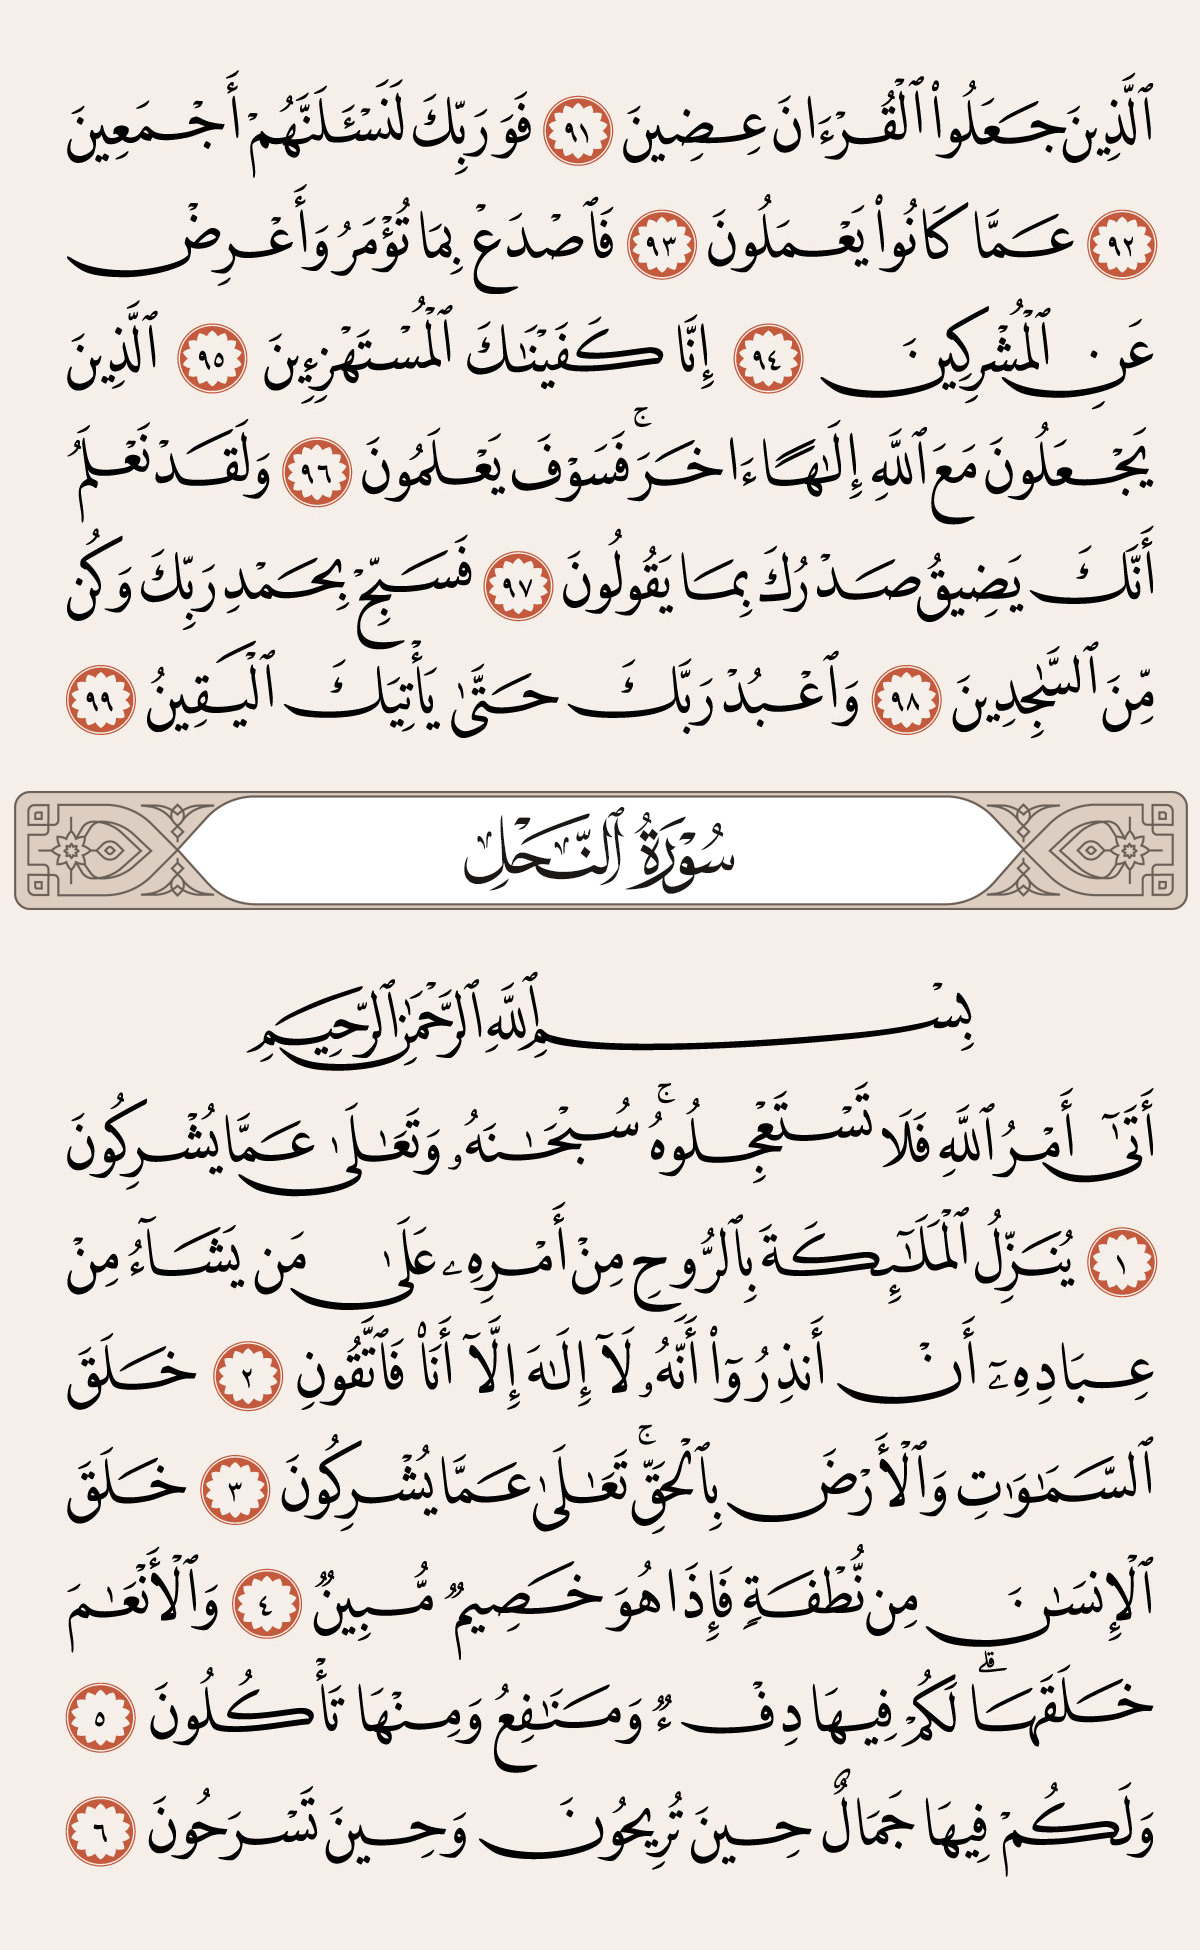 ٱلَّذِينَ جَعَلُوا۟ ٱلْقُرْءَانَ عِضِينَ ٩١ فَوَرَبِّكَ لَنَسْـَٔلَنَّهُمْ أَجْمَعِينَ
٩٢ عَمَّا كَانُوا۟ يَعْمَلُونَ ٩٣ فَٱصْدَعْ بِمَا تُؤْمَرُ وَأَعْرِضْ
عَنِ ٱلْمُشْرِكِينَ ٩٤ إِنَّا كَفَيْنَـٰكَ ٱلْمُسْتَهْزِءِينَ ٩٥ ٱلَّذِينَ
يَجْعَلُونَ مَعَ ٱللَّهِ إِلَـٰهًا ءَاخَرَ ۚ فَسَوْفَ يَعْلَمُونَ ٩٦ وَلَقَدْ نَعْلَمُ
أَنَّكَ يَضِيقُ صَدْرُكَ بِمَا يَقُولُونَ ٩٧ فَسَبِّحْ بِحَمْدِ رَبِّكَ وَكُن
مِّنَ ٱلسَّـٰجِدِينَ ٩٨ وَٱعْبُدْ رَبَّكَ حَتَّىٰ يَأْتِيَكَ ٱلْيَقِينُ ٩٩
سُورَةُ ٱلنَّحْلِ
بِسْمِ ٱللَّهِ ٱلرَّحْمَـٰنِ ٱلرَّحِيمِ
أَتَىٰٓ أَمْرُ ٱللَّهِ فَلَا تَسْتَعْجِلُوهُ ۚ سُبْحَـٰنَهُۥ وَتَعَـٰلَىٰ عَمَّا يُشْرِكُونَ
١ يُنَزِّلُ ٱلْمَلَـٰٓئِكَةَ بِٱلرُّوحِ مِنْ أَمْرِهِۦ عَلَىٰ مَن يَشَآءُ مِنْ
عِبَادِهِۦٓ أَنْ أَنذِرُوٓا۟ أَنَّهُۥ لَآ إِلَـٰهَ إِلَّآ أَنَا۠ فَٱتَّقُونِ ٢ خَلَقَ
ٱلسَّمَـٰوَٰتِ وَٱلْأَرْضَ بِٱلْحَقِّ ۚ تَعَـٰلَىٰ عَمَّا يُشْرِكُونَ ٣ خَلَقَ
ٱلْإِنسَـٰنَ مِن نُّطْفَةٍ فَإِذَا هُوَ خَصِيمٌ مُّبِينٌ ٤ وَٱلْأَنْعَـٰمَ
خَلَقَهَا ۗ لَكُمْ فِيهَا دِفْءٌ وَمَنَـٰفِعُ وَمِنْهَا تَأْكُلُونَ ٥
وَلَكُمْ فِيهَا جَمَالٌ حِينَ تُرِيحُونَ وَحِينَ تَسْرَحُونَ ٦